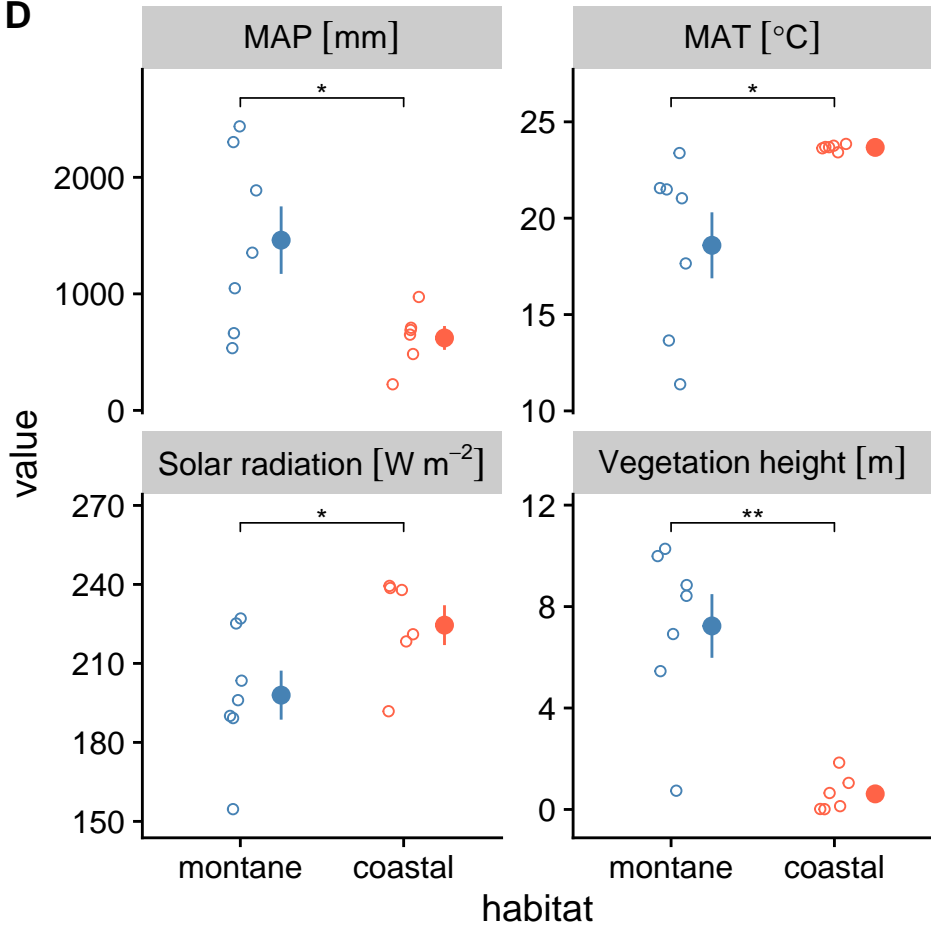 D
MAP [mm]
MAT [°C]
*
*
2000
1000
0
25
20
15
10
value
Solar radiation [W m−2]
Vegetation height [m]
*
**
270
240
210
180
150
12
8
4
0
montane coastal
montane coastal
habitat